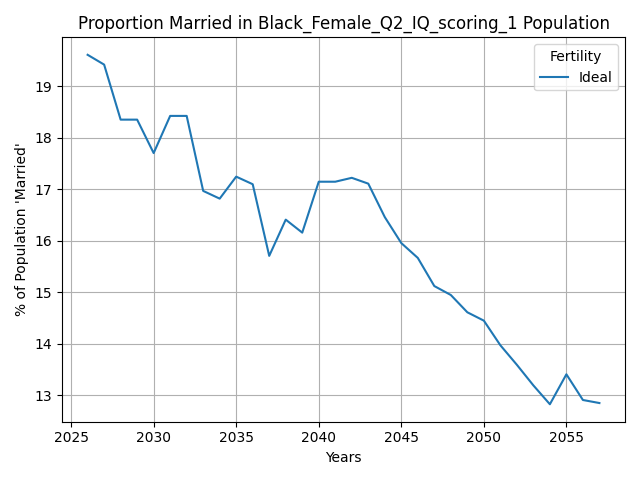 Proportion Married in Black_Female_Q2_IQ_scoring_1 Population
Fertility
Ideal
% of Population 'Married'
19
18
17
16
15
14
13
2025 2030 2035 2040 2045 2050 2055
Years